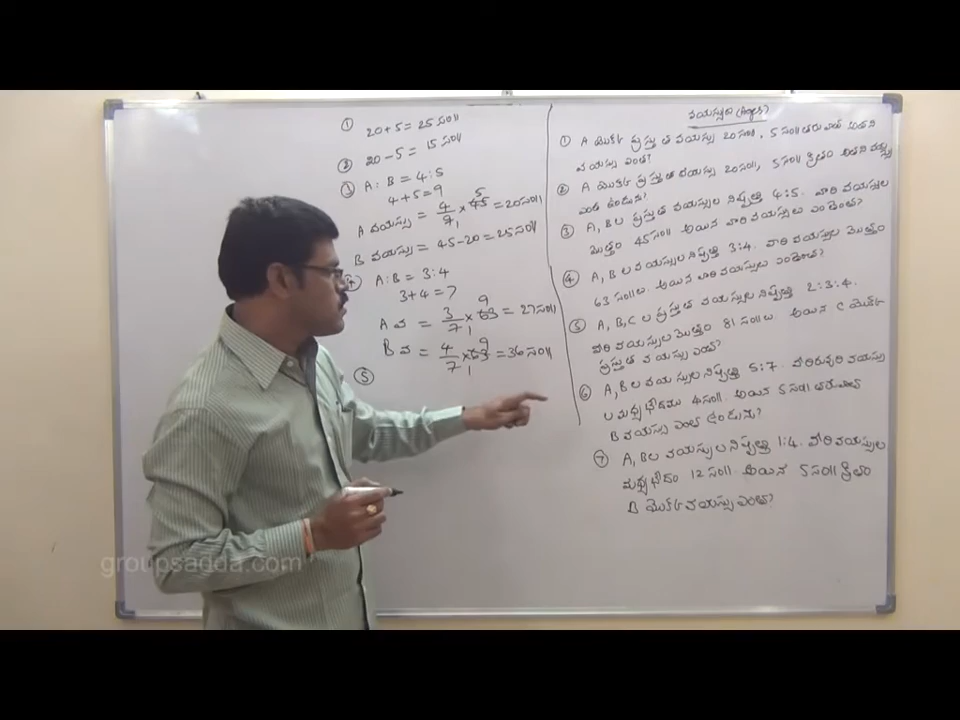 ① 20+5 = 25 సం॥
② 20-5 = 15 సం॥
③ A : B = 4:5
4+5 = 9
A వయస్సు = 4/9 × 45 = 20 సం॥
B వయస్సు = 45-20 = 25 సం॥
④ A:B = 3:4
3+4 = 7
A వ = 3/7 × 63 = 27 సం॥
B వ = 4/7 × 63 = 36 సం॥
⑤
వయస్సులు (Ages)
① A యొక్క ప్రస్తుత వయస్సు 20 సం॥, 5 సం॥ తరువాత అతని
వయస్సు ఎంత?
② A యొక్క ప్రస్తుత వయస్సు 20 సం॥, 5 సం॥ క్రితం అతని వయస్సు
ఎంత ఉండును?
③ A, B ల ప్రస్తుత వయస్సుల నిష్పత్తి 4:5. వారి వయస్సుల
మొత్తం 45 సం॥ అయిన వారి వయస్సులు ఎంతెంత?
④ A, B ల వయస్సుల నిష్పత్తి 3:4. వారి వయస్సుల మొత్తం
63 సం॥లు. అయిన వారి వయస్సులు ఎంతెంత?
⑤ A, B, C ల ప్రస్తుత వయస్సుల నిష్పత్తి 2:3:4.
వారి వయస్సుల మొత్తం 81 సం॥లు. అయిన C యొక్క
ప్రస్తుత వయస్సు ఎంత?
⑥ A, B ల వయస్సుల నిష్పత్తి 5:7. వారిరువురి వయస్సు
ల మధ్య భేదము 4 సం॥. అయిన 5 సం॥ తరువాత
B వయస్సు ఎంత ఉండును?
⑦ A, B ల వయస్సుల నిష్పత్తి 1:4. వారి వయస్సుల
మధ్య భేదం 12 సం॥. అయిన 5 సం॥ క్రితం
B యొక్క వయస్సు ఎంత?
groupsadda.com